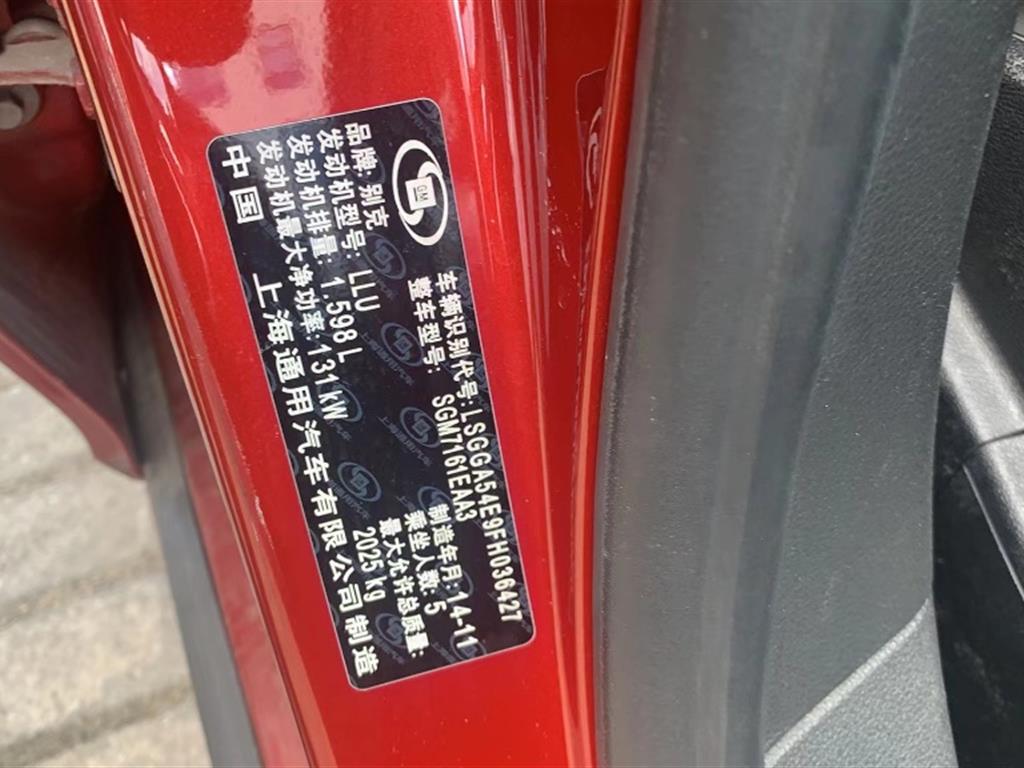 GM
车辆识别代号:LSGGA54E9FH036427
整车型号: SGM7161EAA3
品牌: 别克
制造年月:14-11
发动机型号: LLU
乘坐人数: 5
发动机排量: 1.598L
最大允许总质量:
发动机最大净功率:131kW
2025kg
中国 上海通用汽车有限公司制造